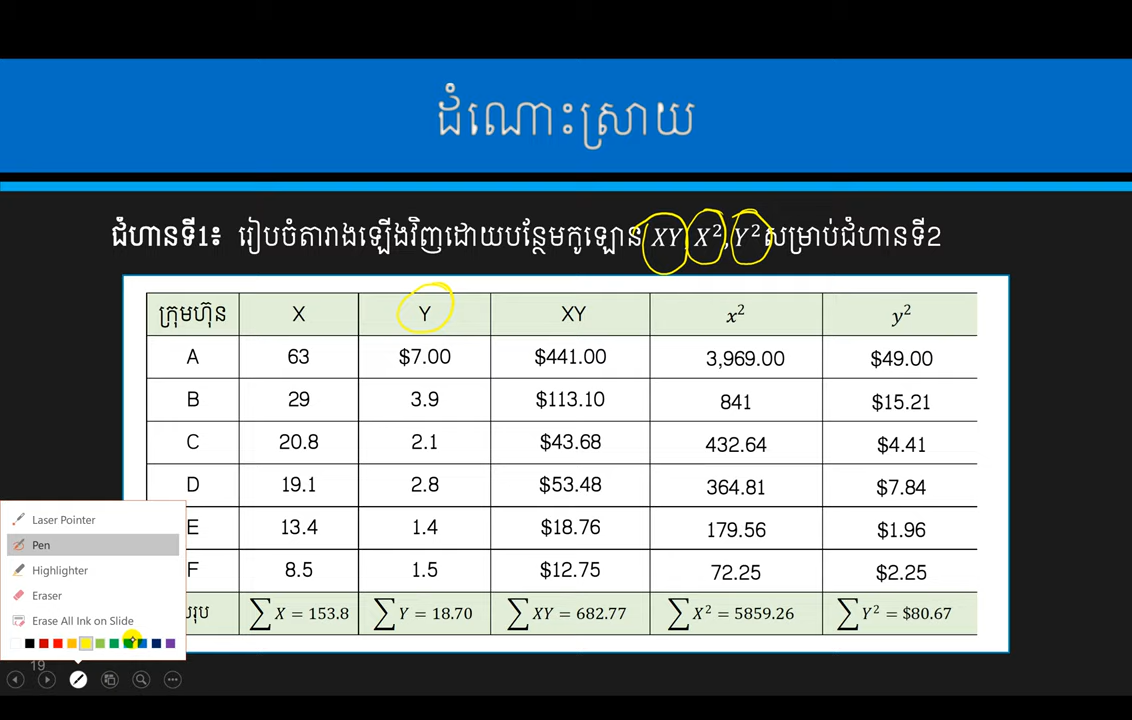 ដំណោះស្រាយ
ជំហានទី1៖ រៀបចំតារាងឡើងវិញដោយបន្ថែមកូឡោន XY X², Y² សម្រាប់ជំហានទី2
ក្រុមហ៊ុន X Y XY x² y²
A 63 $7.00 $441.00 3,969.00 $49.00
B 29 3.9 $113.10 841 $15.21
C 20.8 2.1 $43.68 432.64 $4.41
D 19.1 2.8 $53.48 364.81 $7.84
E 13.4 1.4 $18.76 179.56 $1.96
F 8.5 1.5 $12.75 72.25 $2.25
∑X = 153.8 ∑Y = 18.70 ∑XY = 682.77 ∑X² = 5859.26 ∑Y² = $80.67
Laser Pointer
Pen
Highlighter
Eraser
Erase All Ink on Slide
19